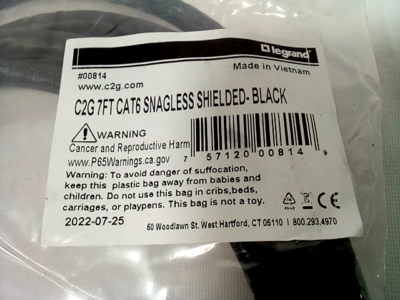 legrand
#00814
Made in Vietnam
www.c2g.com
C2G 7FT CAT6 SNAGLESS SHIELDED- BLACK
WARNING
Cancer and Reproductive Harm
www.P65Warnings.ca.gov
7 57120 00814 9
Warning: To avoid danger of suffocation,
keep this plastic bag away from babies and
children. Do not use this bag in cribs,beds,
carriages, or playpens. This bag is not a toy.
2022-07-25
60 Woodlawn St, West Hartford, CT 06110 | 800.293.4970